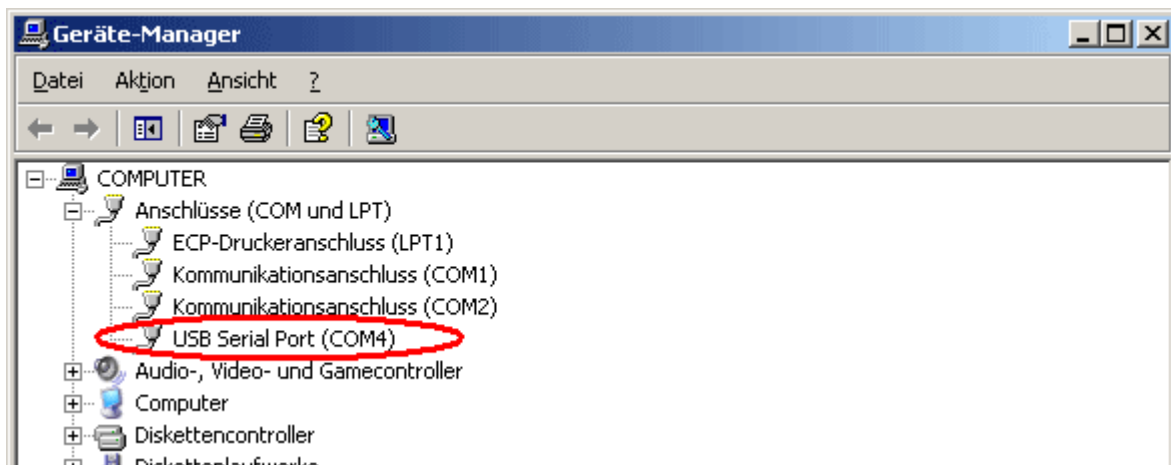 Geräte-Manager
Datei Aktion Ansicht ?
COMPUTER
Anschlüsse (COM und LPT)
ECP-Druckeranschluss (LPT1)
Kommunikationsanschluss (COM1)
Kommunikationsanschluss (COM2)
USB Serial Port (COM4)
Audio-, Video- und Gamecontroller
Computer
Diskettencontroller
Diskettenlaufwerke